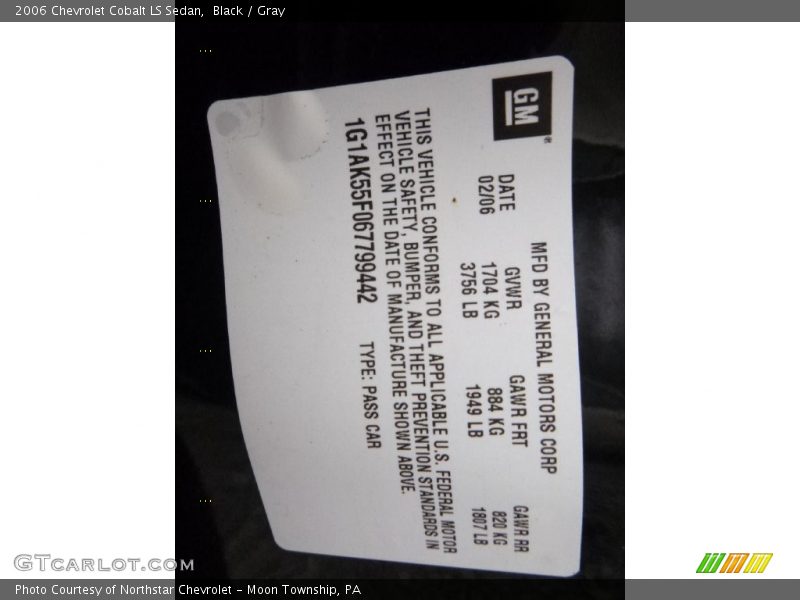 2006 Chevrolet Cobalt LS Sedan, Black / Gray
GM
MFD BY GENERAL MOTORS CORP
DATE GVWR GAWR FRT GAWR RR
02/06 1704 KG 884 KG 820 KG
3756 LB 1949 LB 1807 LB
THIS VEHICLE CONFORMS TO ALL APPLICABLE U.S. FEDERAL MOTOR
VEHICLE SAFETY, BUMPER, AND THEFT PREVENTION STANDARDS IN
EFFECT ON THE DATE OF MANUFACTURE SHOWN ABOVE.
1G1AK55F067799442 TYPE: PASS CAR
GTcarlot.com
Photo Courtesy of Northstar Chevrolet - Moon Township, PA